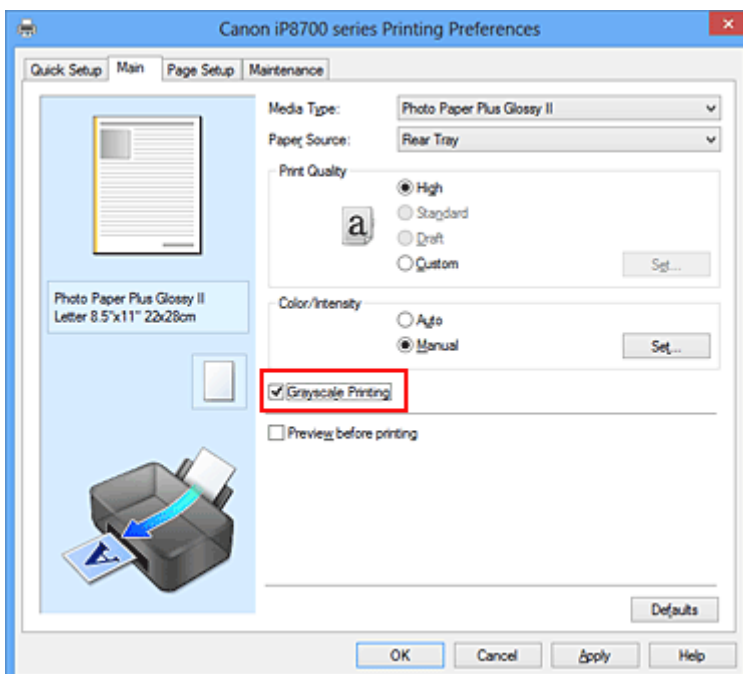 Canon iP8700 series Printing Preferences
Quick Setup Main Page Setup Maintenance
Media Type: Photo Paper Plus Glossy II
Paper Source: Rear Tray
Print Quality
High
Standard
Draft
Custom Set...
a
Photo Paper Plus Glossy II
Letter 8.5"x11" 22x28cm
Color/Intensity
Auto
Manual Set...
Grayscale Printing
Preview before printing
A
Defaults
OK Cancel Apply Help